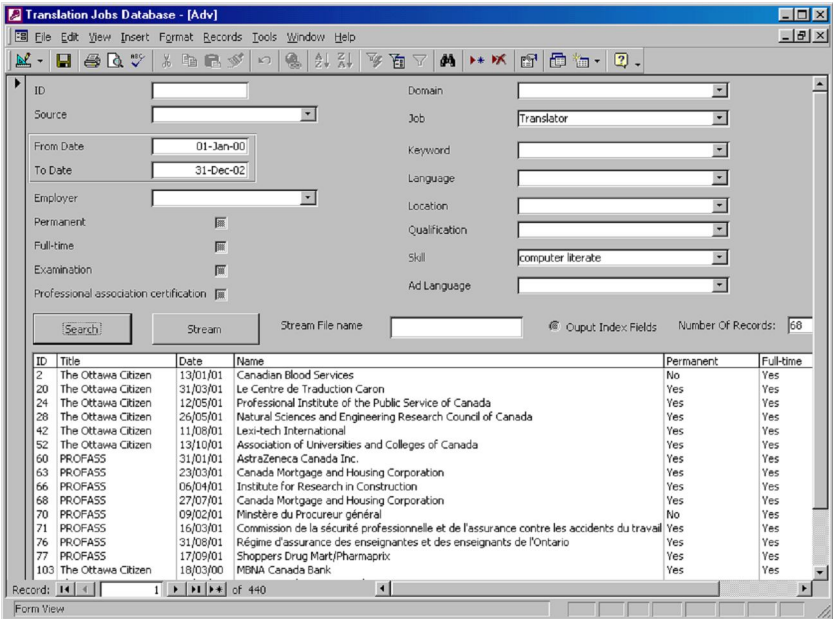 Translation Jobs Database - [Adv]
File Edit View Insert Format Records Tools Window Help
ID
Domain
Source
Job Translator
From Date 01-Jan-00
Keyword
To Date 31-Dec-02
Language
Employer
Location
Permanent
Qualification
Full-time
Skill computer literate
Examination
Ad Language
Professional association certification
Search Stream Stream File name Ouput Index Fields Number Of Records: 68
ID Title Date Name Permanent Full-time
2 The Ottawa Citizen 13/01/01 Canadian Blood Services No Yes
20 The Ottawa Citizen 31/03/01 Le Centre de Traduction Caron Yes Yes
24 The Ottawa Citizen 12/05/01 Professional Institute of the Public Service of Canada Yes Yes
28 The Ottawa Citizen 26/05/01 Natural Sciences and Engineering Research Council of Canada Yes Yes
42 The Ottawa Citizen 11/08/01 Lexi-tech International Yes Yes
52 The Ottawa Citizen 13/10/01 Association of Universities and Colleges of Canada Yes Yes
60 PROFASS 31/01/01 AstraZeneca Canada Inc. Yes Yes
63 PROFASS 23/03/01 Canada Mortgage and Housing Corporation Yes Yes
66 PROFASS 06/04/01 Institute for Research in Construction Yes Yes
68 PROFASS 27/07/01 Canada Mortgage and Housing Corporation Yes Yes
70 PROFASS 09/02/01 Minstère du Procureur général No Yes
71 PROFASS 16/03/01 Commission de la sécurité professionnelle et de l'assurance contre les accidents du travail Yes Yes
76 PROFASS 31/08/01 Régime d'assurance des enseignantes et des enseignants de l'Ontario Yes Yes
77 PROFASS 17/09/01 Shoppers Drug Mart/Pharmaprix Yes Yes
103 The Ottawa Citizen 18/03/00 MBNA Canada Bank Yes Yes
Record: 1 of 440
Form View